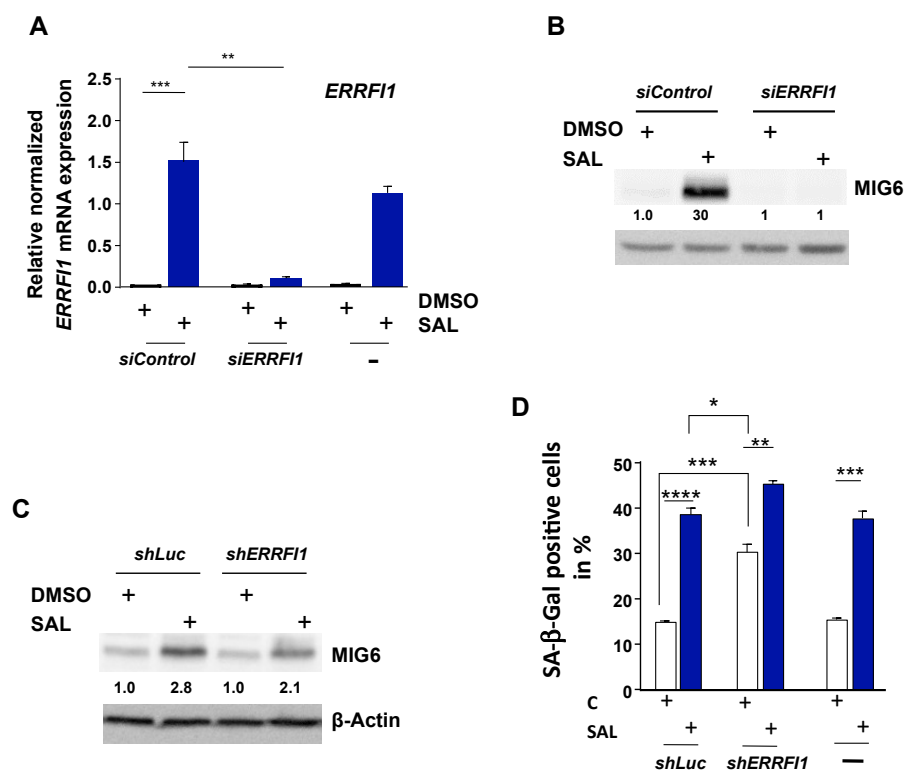 A
**
***
ERRFI1
Relative normalized
ERRFI1 mRNA expression
2.5
2.0
1.5
1.0
0.5
0.0
+ + + DMSO
+ + + SAL
siControl siERRFI1 -
B
siControl siERRFI1
DMSO + +
SAL + +
MIG6
1.0 30 1 1
C
shLuc shERRFI1
DMSO + +
SAL + +
MIG6
1.0 2.8 1.0 2.1
β-Actin
D
SA-β-Gal positive cells
in %
*
**
***
***
****
50
40
30
20
10
0
C + + +
SAL + + +
shLuc shERRFI1 —